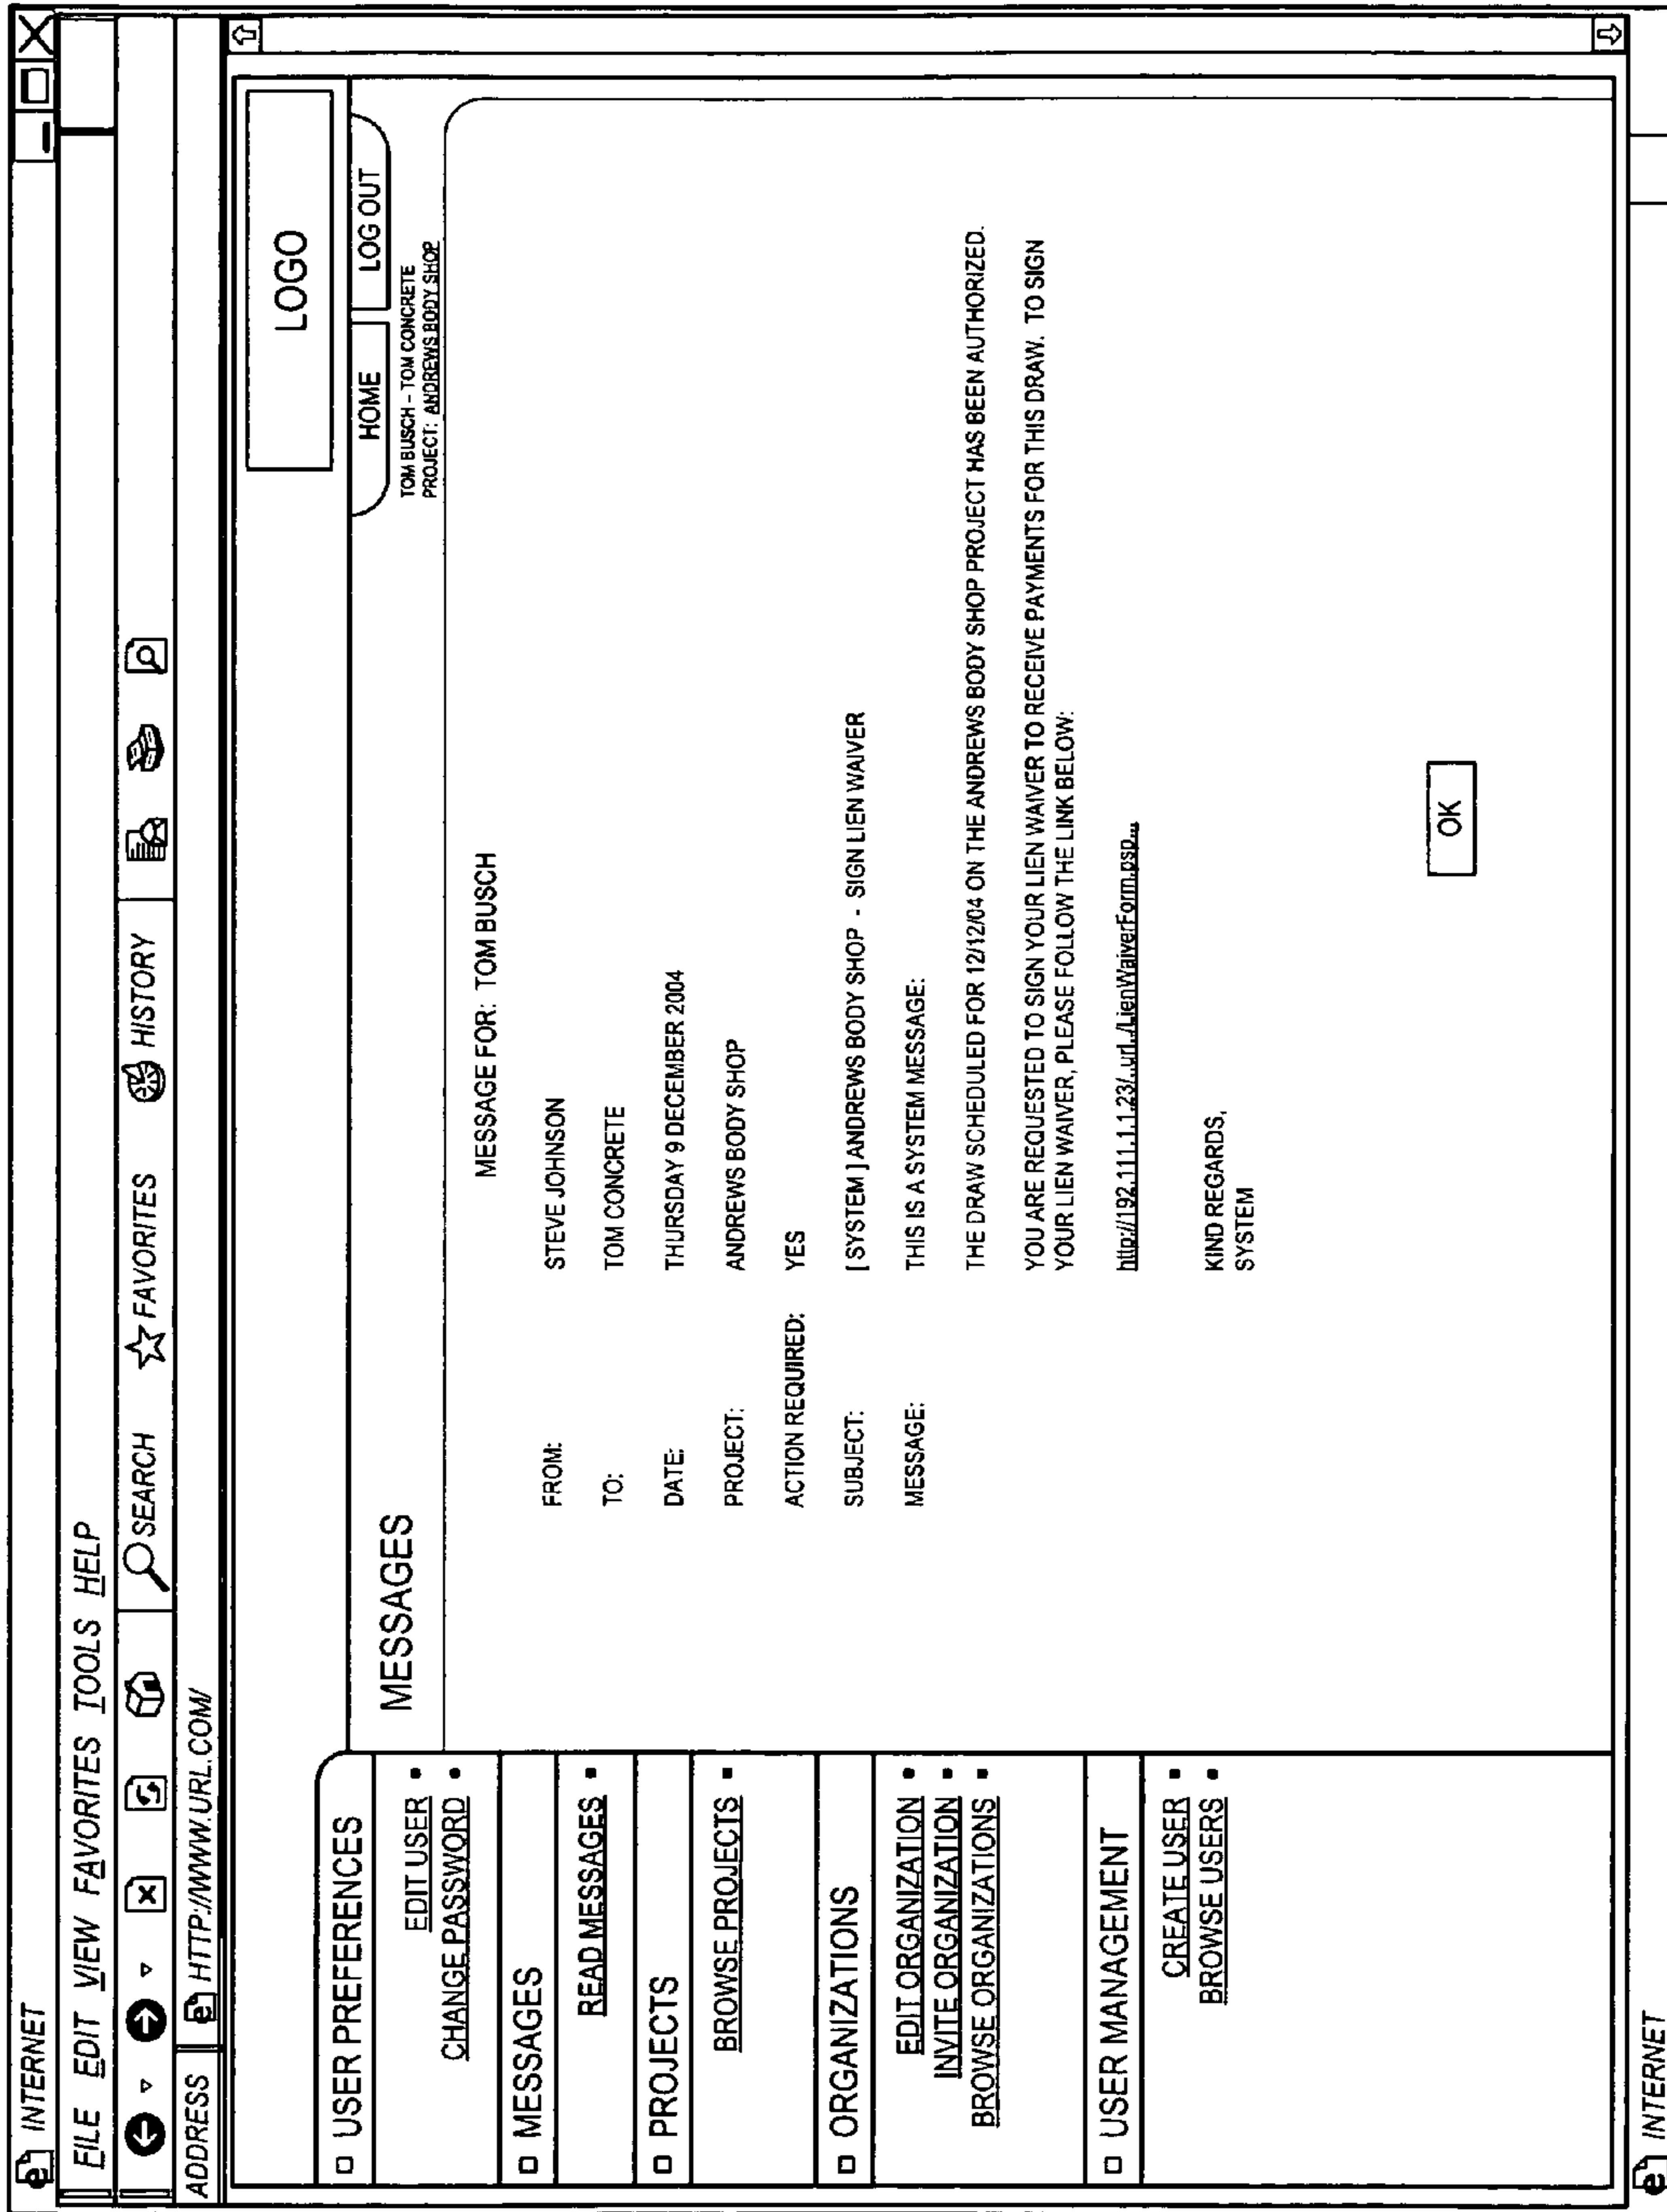 INTERNET
FILE EDIT VIEW FAVORITES TOOLS HELP
SEARCH FAVORITES HISTORY
ADDRESS HTTP://WWW.URL.COM/
LOGO
HOME LOG OUT
TOM BUSCH - TOM CONCRETE
PROJECT: ANDREWS BODY SHOP
USER PREFERENCES
EDIT USER
CHANGE PASSWORD
MESSAGES
READ MESSAGES
PROJECTS
BROWSE PROJECTS
ORGANIZATIONS
EDIT ORGANIZATION
INVITE ORGANIZATION
BROWSE ORGANIZATIONS
USER MANAGEMENT
CREATE USER
BROWSE USERS
MESSAGES
MESSAGE FOR: TOM BUSCH
FROM: STEVE JOHNSON
TO: TOM CONCRETE
DATE: THURSDAY 9 DECEMBER 2004
PROJECT: ANDREWS BODY SHOP
ACTION REQUIRED: YES
SUBJECT: [SYSTEM ] ANDREWS BODY SHOP - SIGN LIEN WAIVER
MESSAGE: THIS IS A SYSTEM MESSAGE:
THE DRAW SCHEDULED FOR 12/12/04 ON THE ANDREWS BODY SHOP PROJECT HAS BEEN AUTHORIZED.
YOU ARE REQUESTED TO SIGN YOUR LIEN WAIVER TO RECEIVE PAYMENTS FOR THIS DRAW. TO SIGN
YOUR LIEN WAIVER, PLEASE FOLLOW THE LINK BELOW:
http://192.111.1.1.23/..url./LienWaiverForm.psp...
KIND REGARDS,
SYSTEM
OK
INTERNET